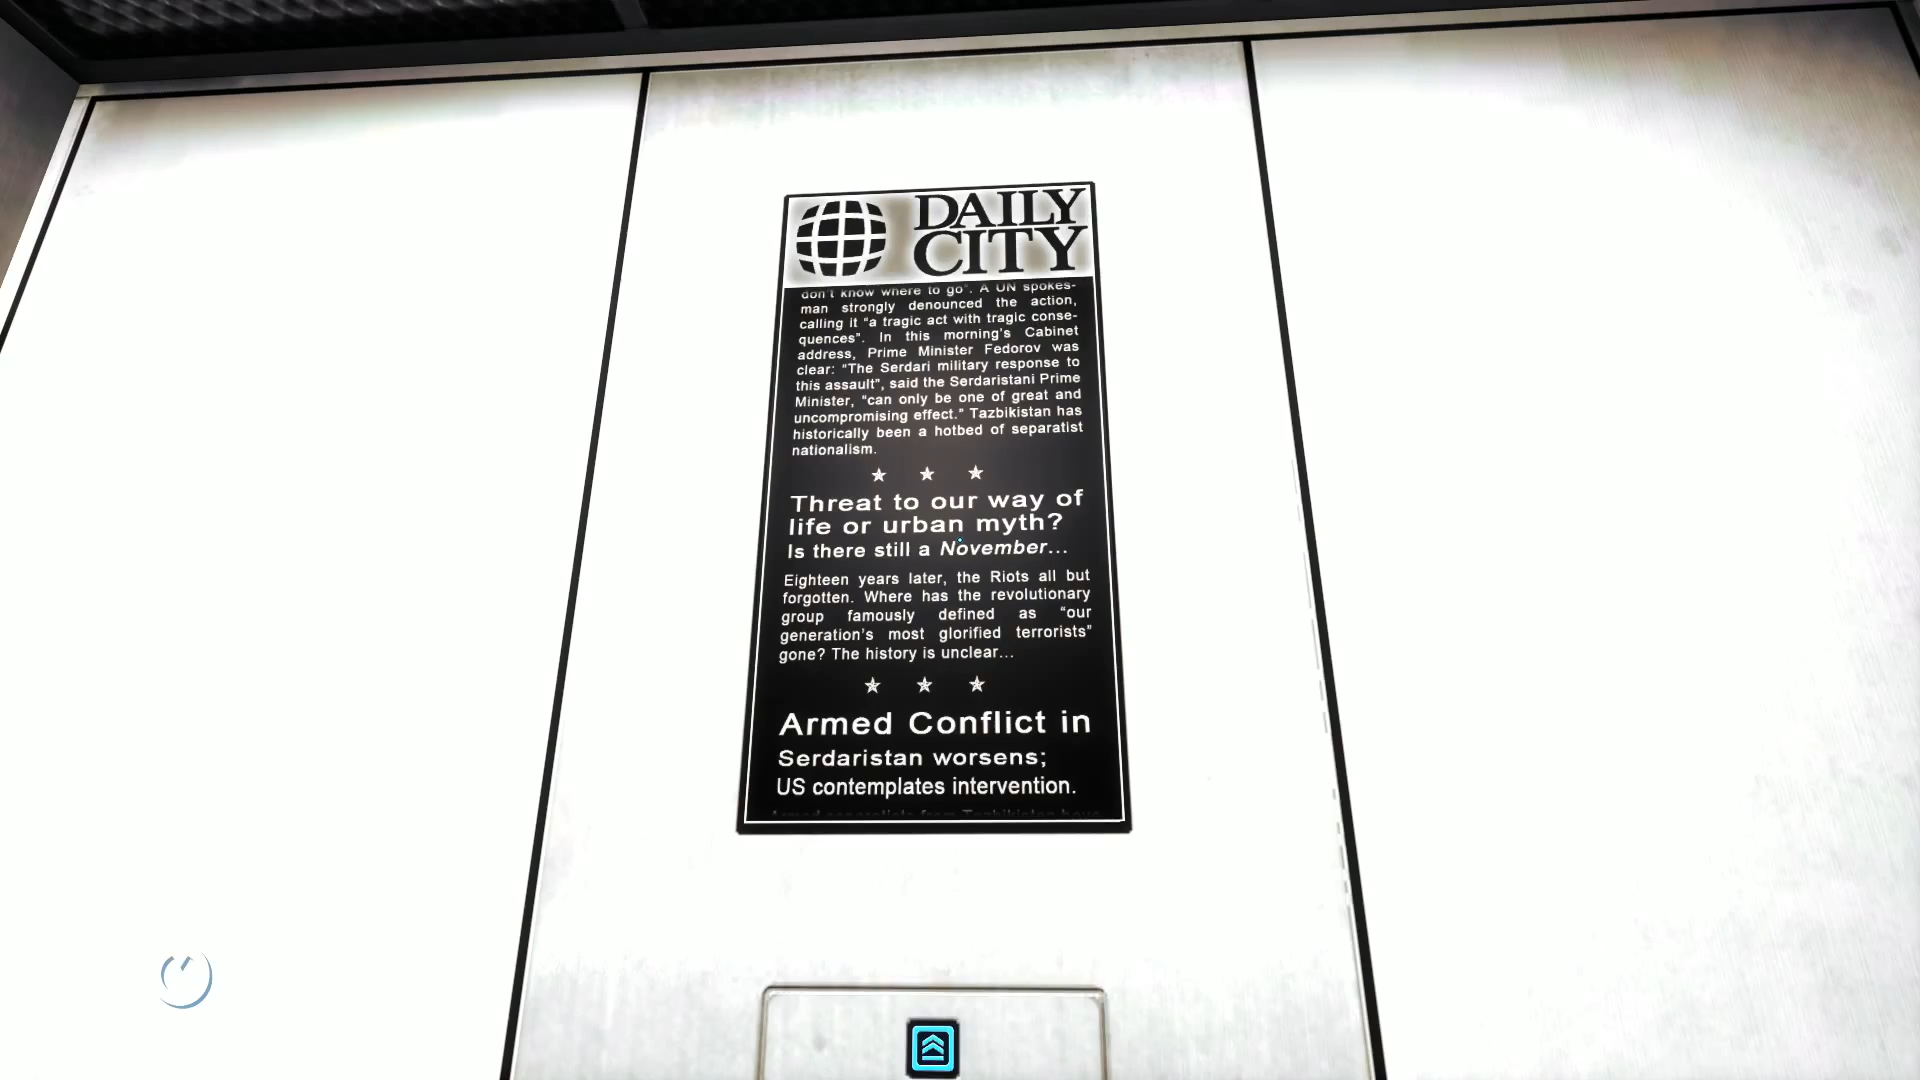 DAILY
CITY
don't know where to go". A UN spokes-
man strongly denounced the action,
calling it "a tragic act with tragic conse-
quences". In this morning's Cabinet
address, Prime Minister Fedorov was
clear: "The Serdari military response to
this assault", said the Serdaristani Prime
Minister, "can only be one of great and
uncompromising effect." Tazbikistan has
historically been a hotbed of separatist
nationalism.
Threat to our way of
life or urban myth?
Is there still a November...
Eighteen years later, the Riots all but
forgotten. Where has the revolutionary
group famously defined as "our
generation's most glorified terrorists"
gone? The history is unclear...
Armed Conflict in
Serdaristan worsens;
US contemplates intervention.